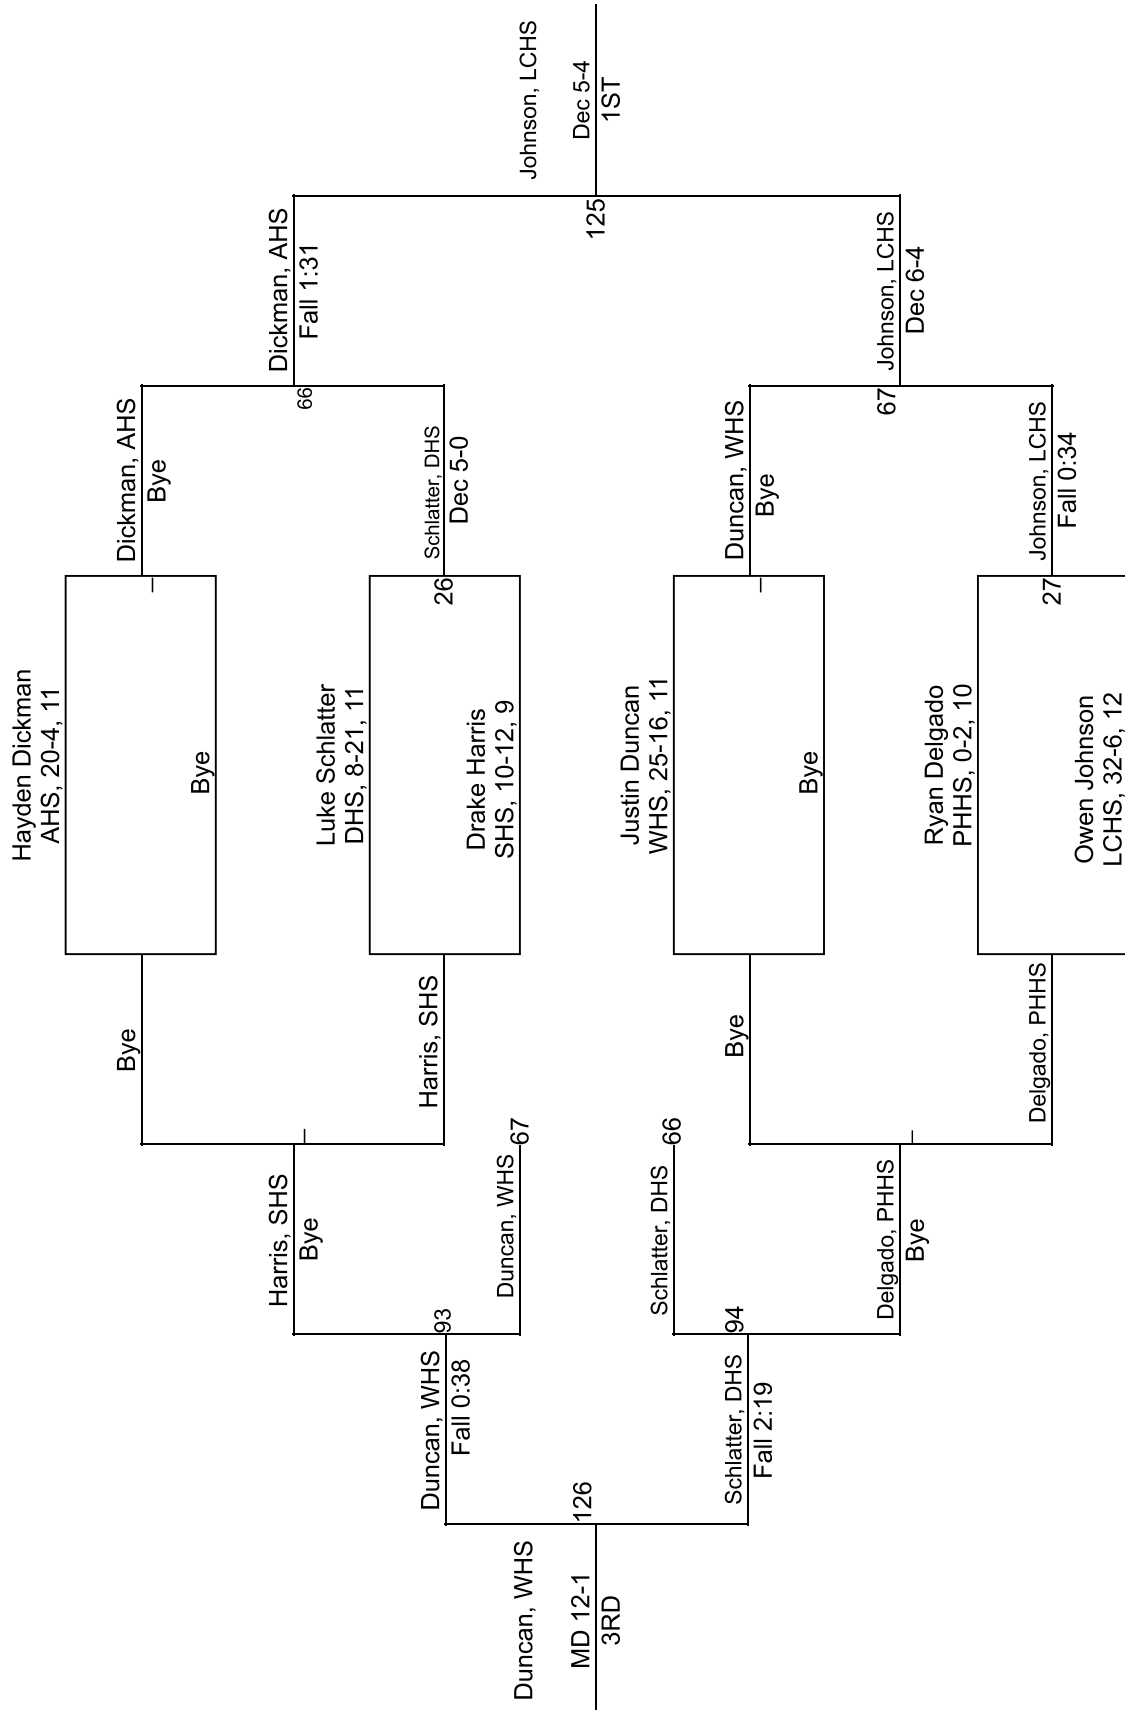 Hayden Dickman
AHS, 20-4, 11
Bye
Luke Schlatter
DHS, 8-21, 11
Drake Harris
SHS, 10-12, 9
Justin Duncan
WHS, 25-16, 11
Bye
Ryan Delgado
PHHS, 0-2, 10
Owen Johnson
LCHS, 32-6, 12
26
27
Dickman, AHS
Bye
Schlatter, DHS
Dec 5-0
Duncan, WHS
Bye
Johnson, LCHS
Fall 0:34
66
67
Dickman, AHS
Fall 1:31
Johnson, LCHS
Dec 6-4
125
Johnson, LCHS
Dec 5-4
1ST
Bye
Harris, SHS
Bye
Delgado, PHHS
Harris, SHS
Bye
Duncan, WHS
67
Schlatter, DHS
66
Delgado, PHHS
Bye
93
94
Duncan, WHS
Fall 0:38
Schlatter, DHS
Fall 2:19
126
Duncan, WHS
MD 12-1
3RD